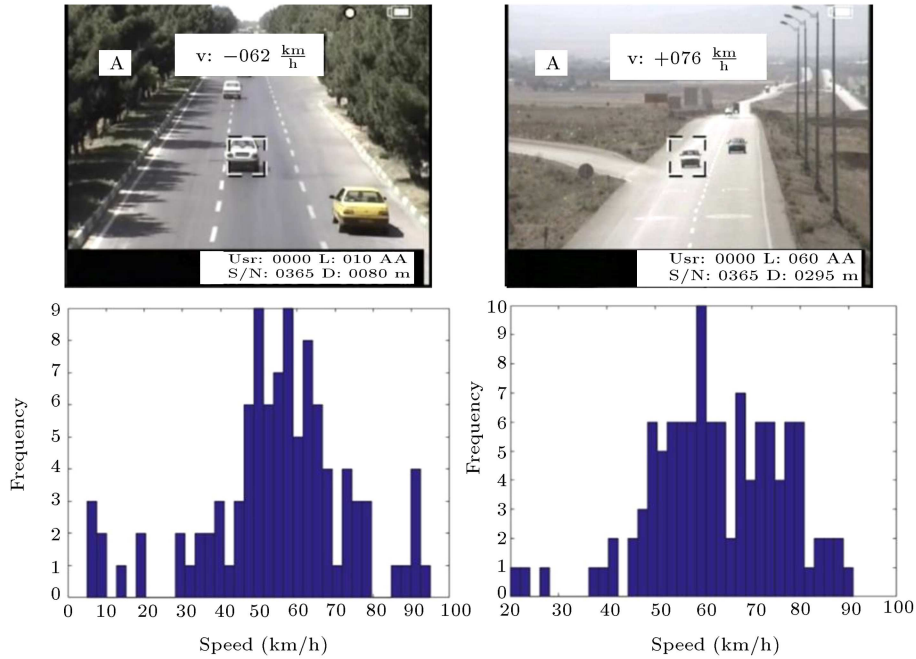 A
v: −062 km/h
Usr: 0000 L: 010 AA
S/N: 0365 D: 0080 m
A
v: +076 km/h
Usr: 0000 L: 060 AA
S/N: 0365 D: 0295 m
9
8
7
6
5
4
3
2
1
0
Frequency
0 10 20 30 40 50 60 70 80 90 100
Speed (km/h)
10
9
8
7
6
5
4
3
2
1
0
Frequency
20 30 40 50 60 70 80 90 100
Speed (km/h)